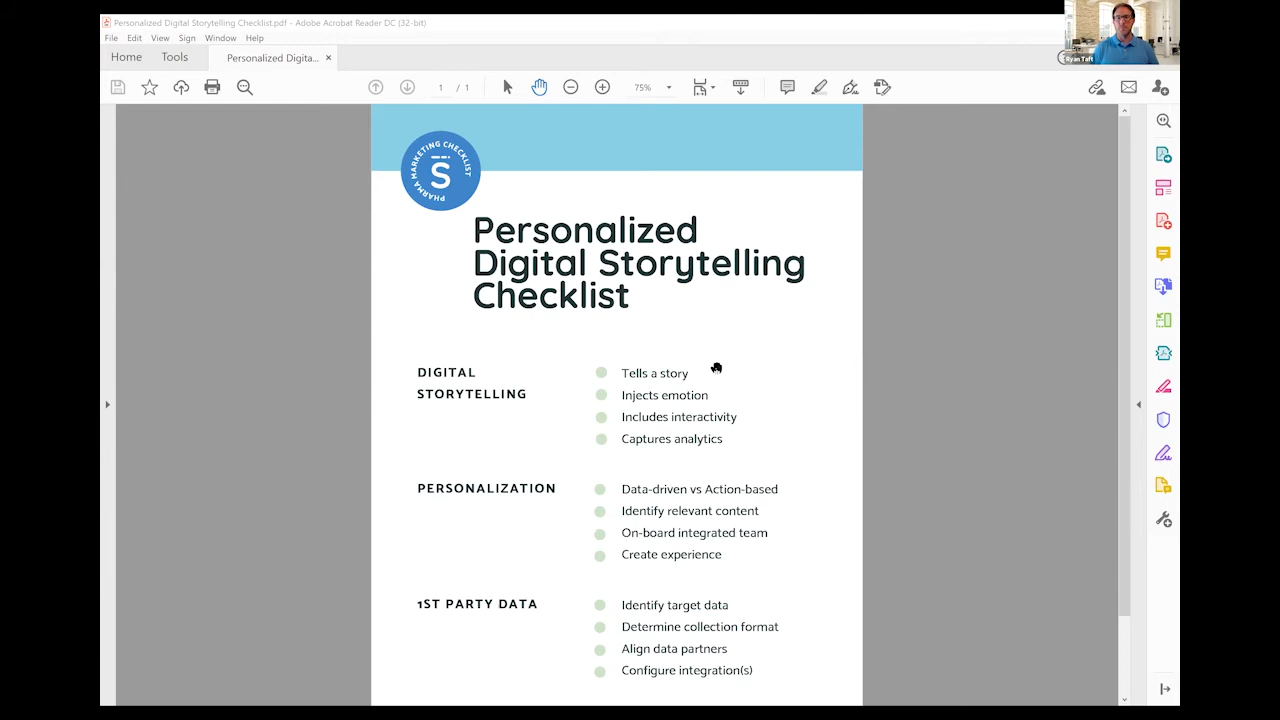 Personalized Digital Storytelling Checklist.pdf - Adobe Acrobat Reader DC (32-bit)
File Edit View Sign Window Help
Home Tools Personalized Digita... ×
1 / 1 75%
Ryan Taft
PHARMA MARKETING CHECKLIST
S
Personalized
Digital Storytelling
Checklist
DIGITAL
STORYTELLING
Tells a story
Injects emotion
Includes interactivity
Captures analytics
PERSONALIZATION
Data-driven vs Action-based
Identify relevant content
On-board integrated team
Create experience
1ST PARTY DATA
Identify target data
Determine collection format
Align data partners
Configure integration(s)